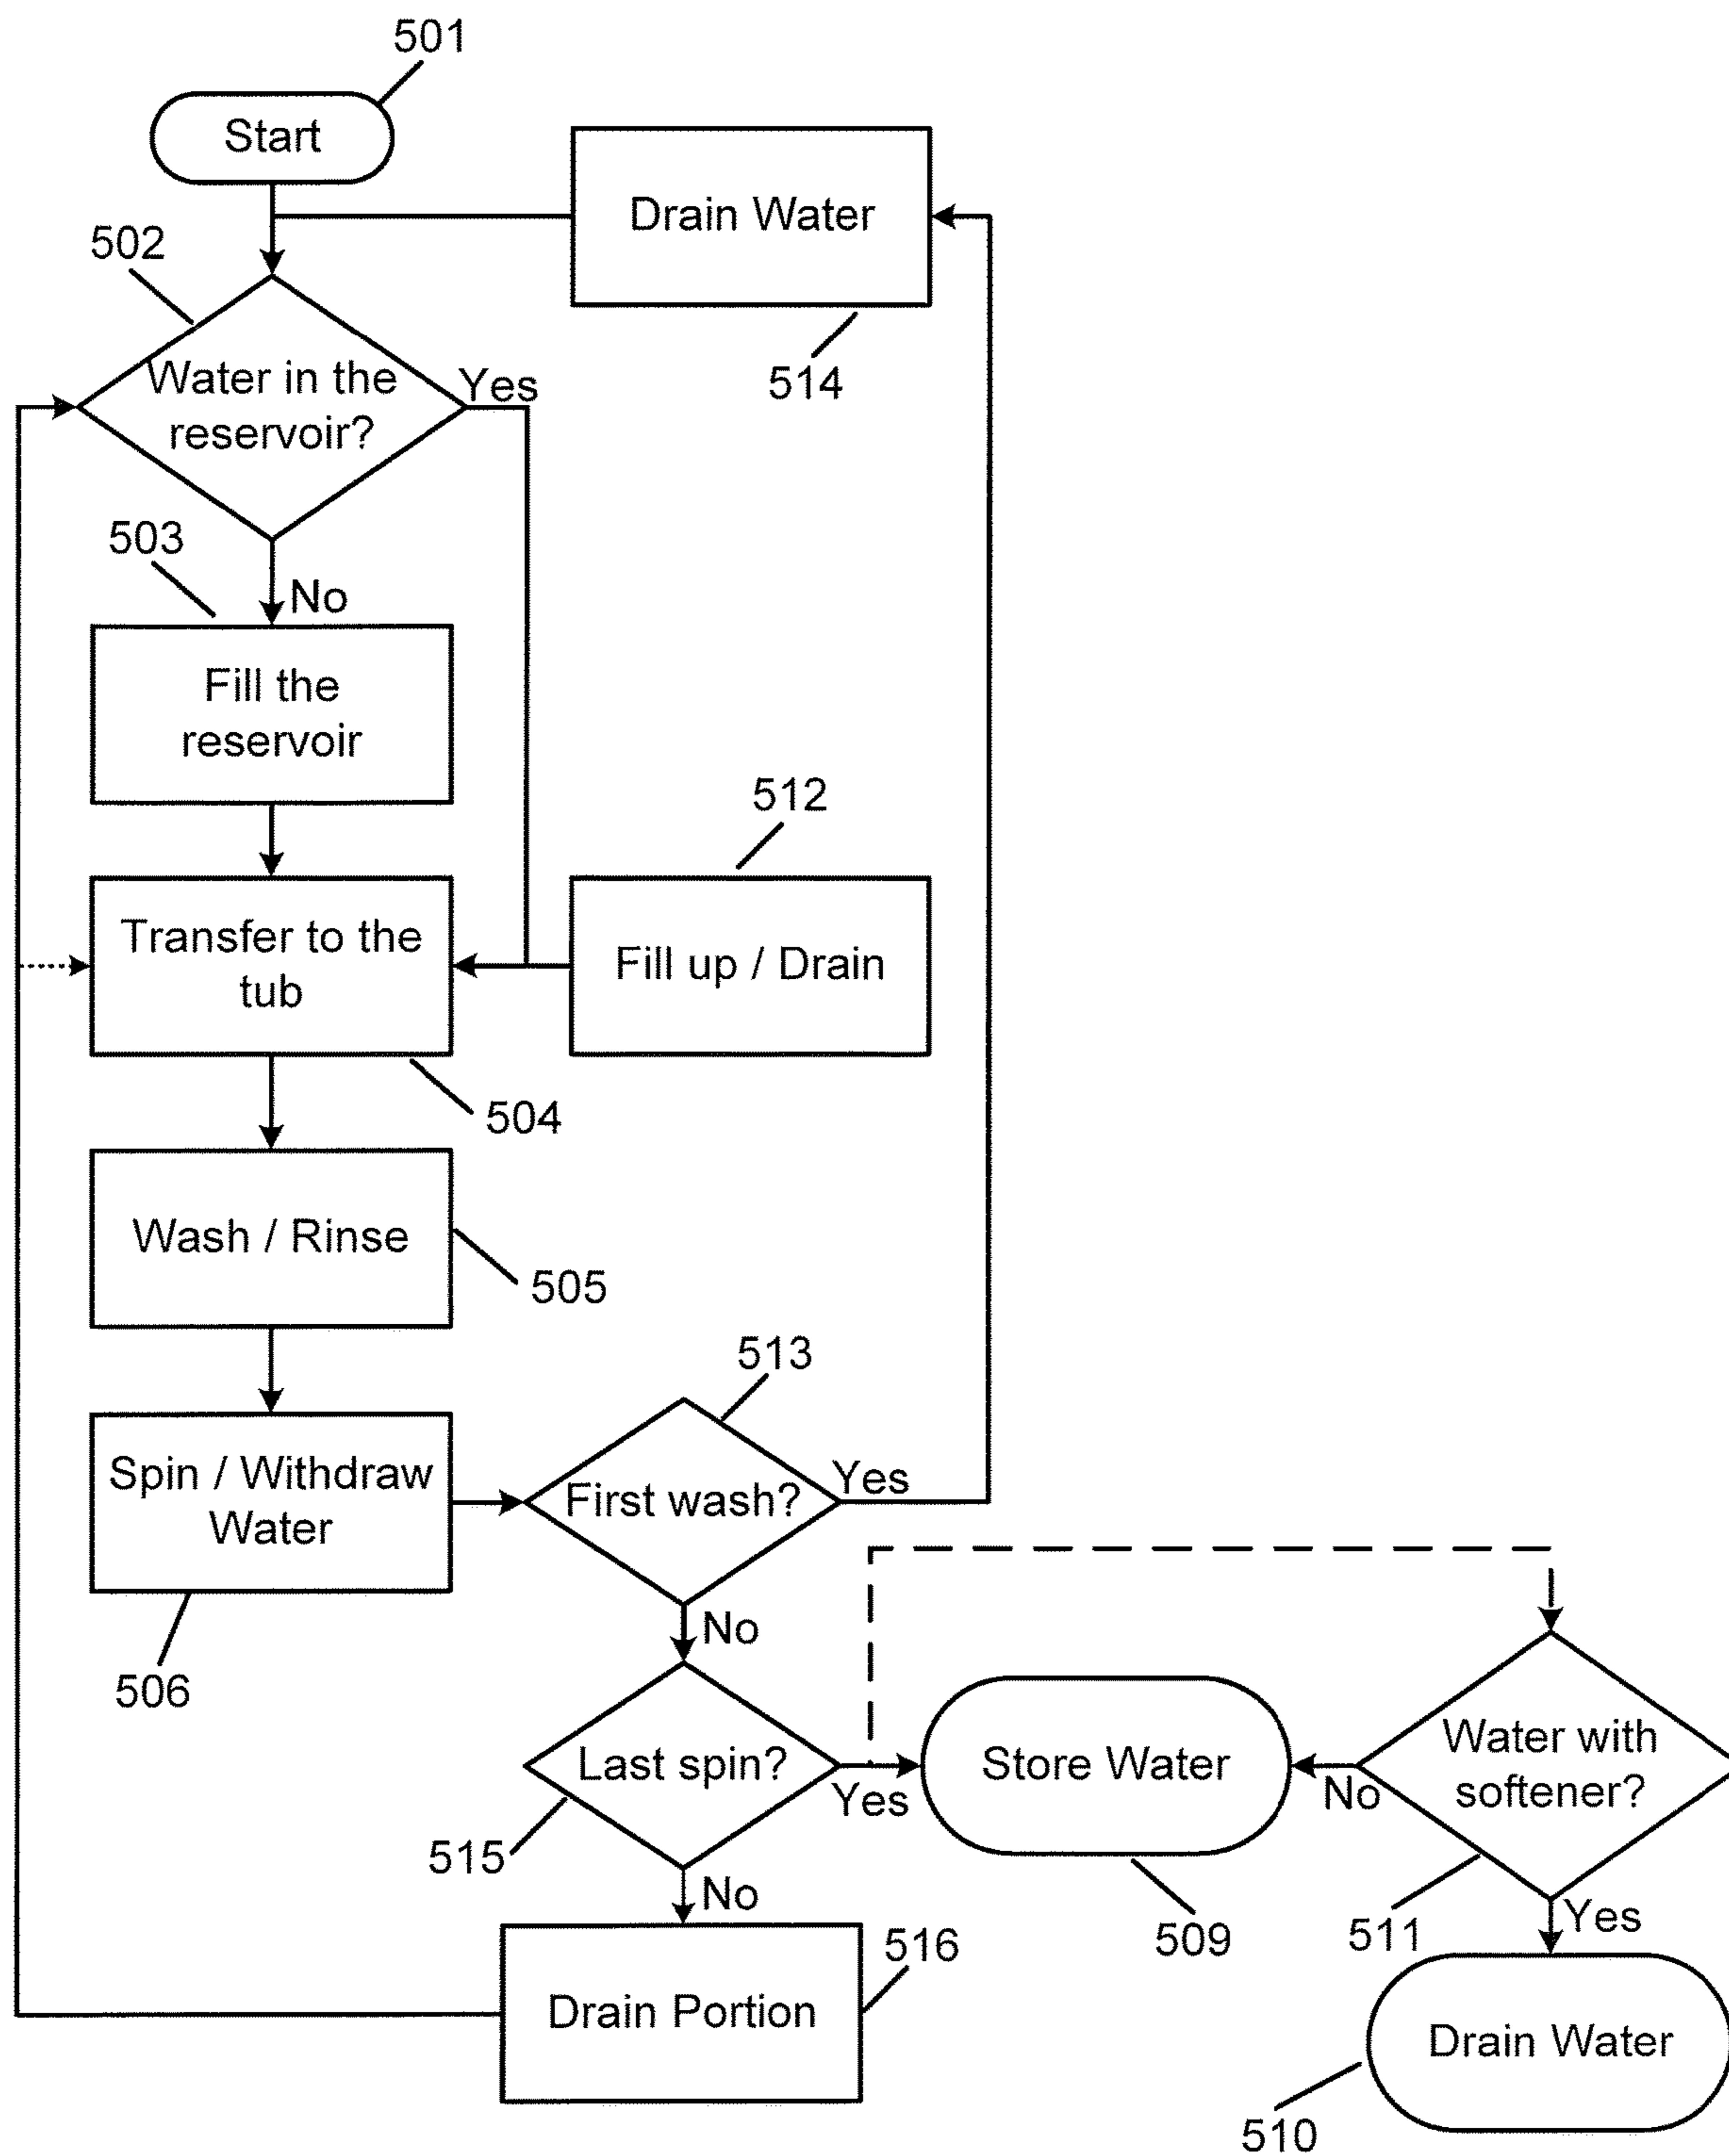 501
Start
Drain Water
502
514
Water in the
reservoir?
Yes
503
No
Fill the
reservoir
512
Transfer to the
tub
Fill up / Drain
504
Wash / Rinse
505
513
Spin / Withdraw
Water
First wash?
Yes
506
No
Last spin?
Yes
Store Water
No
Water with
softener?
515
No
509
511
Yes
516
Drain Portion
Drain Water
510